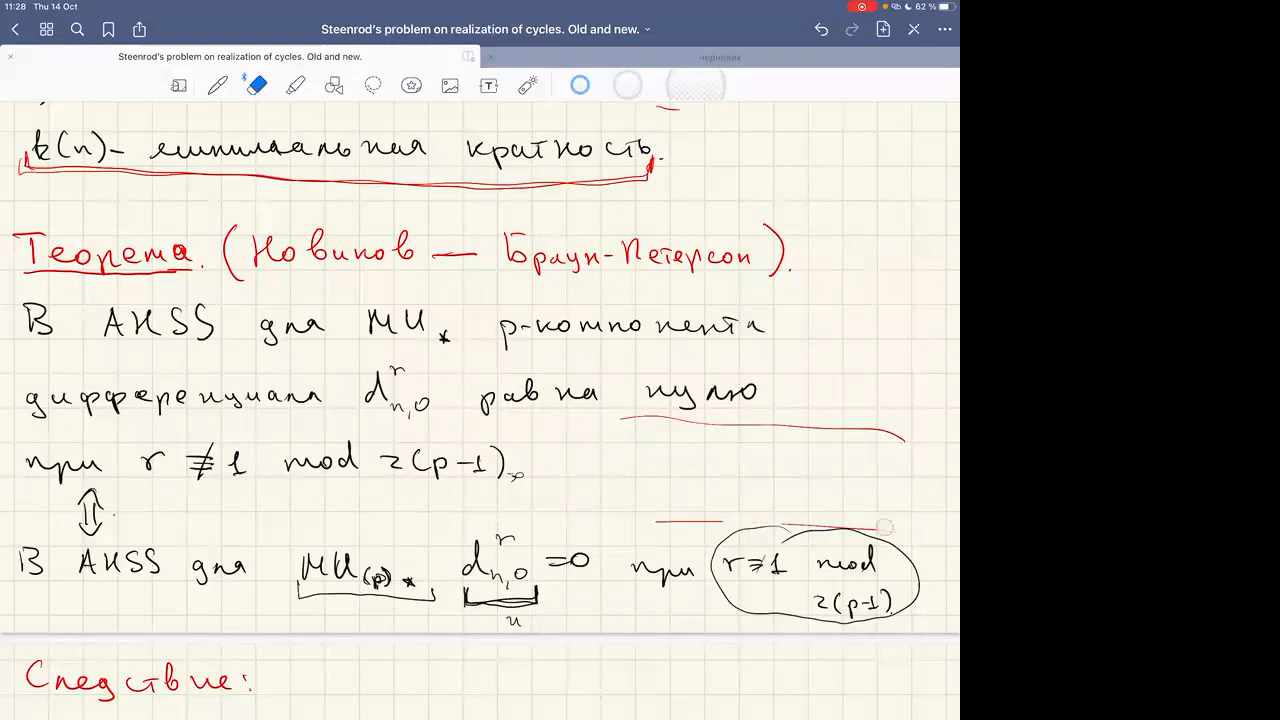 11:28 Thu 14 Oct 62 %
Steenrod's problem on realization of cycles. Old and new.
Steenrod's problem on realization of cycles. Old and new. черновик
k(n) – минимальная кратность.
Теорема. (Новиков — Браун-Петерсон).
В AHSS для MU_* p-компонента
дифференциала d^r_{n,0} равна нулю
при r ≢ 1 mod 2(p-1).
⇕
В AHSS для MU_{(p)*} d^r_{n,0} = 0 при r ≢ 1 mod
2(p-1).
Следствие: